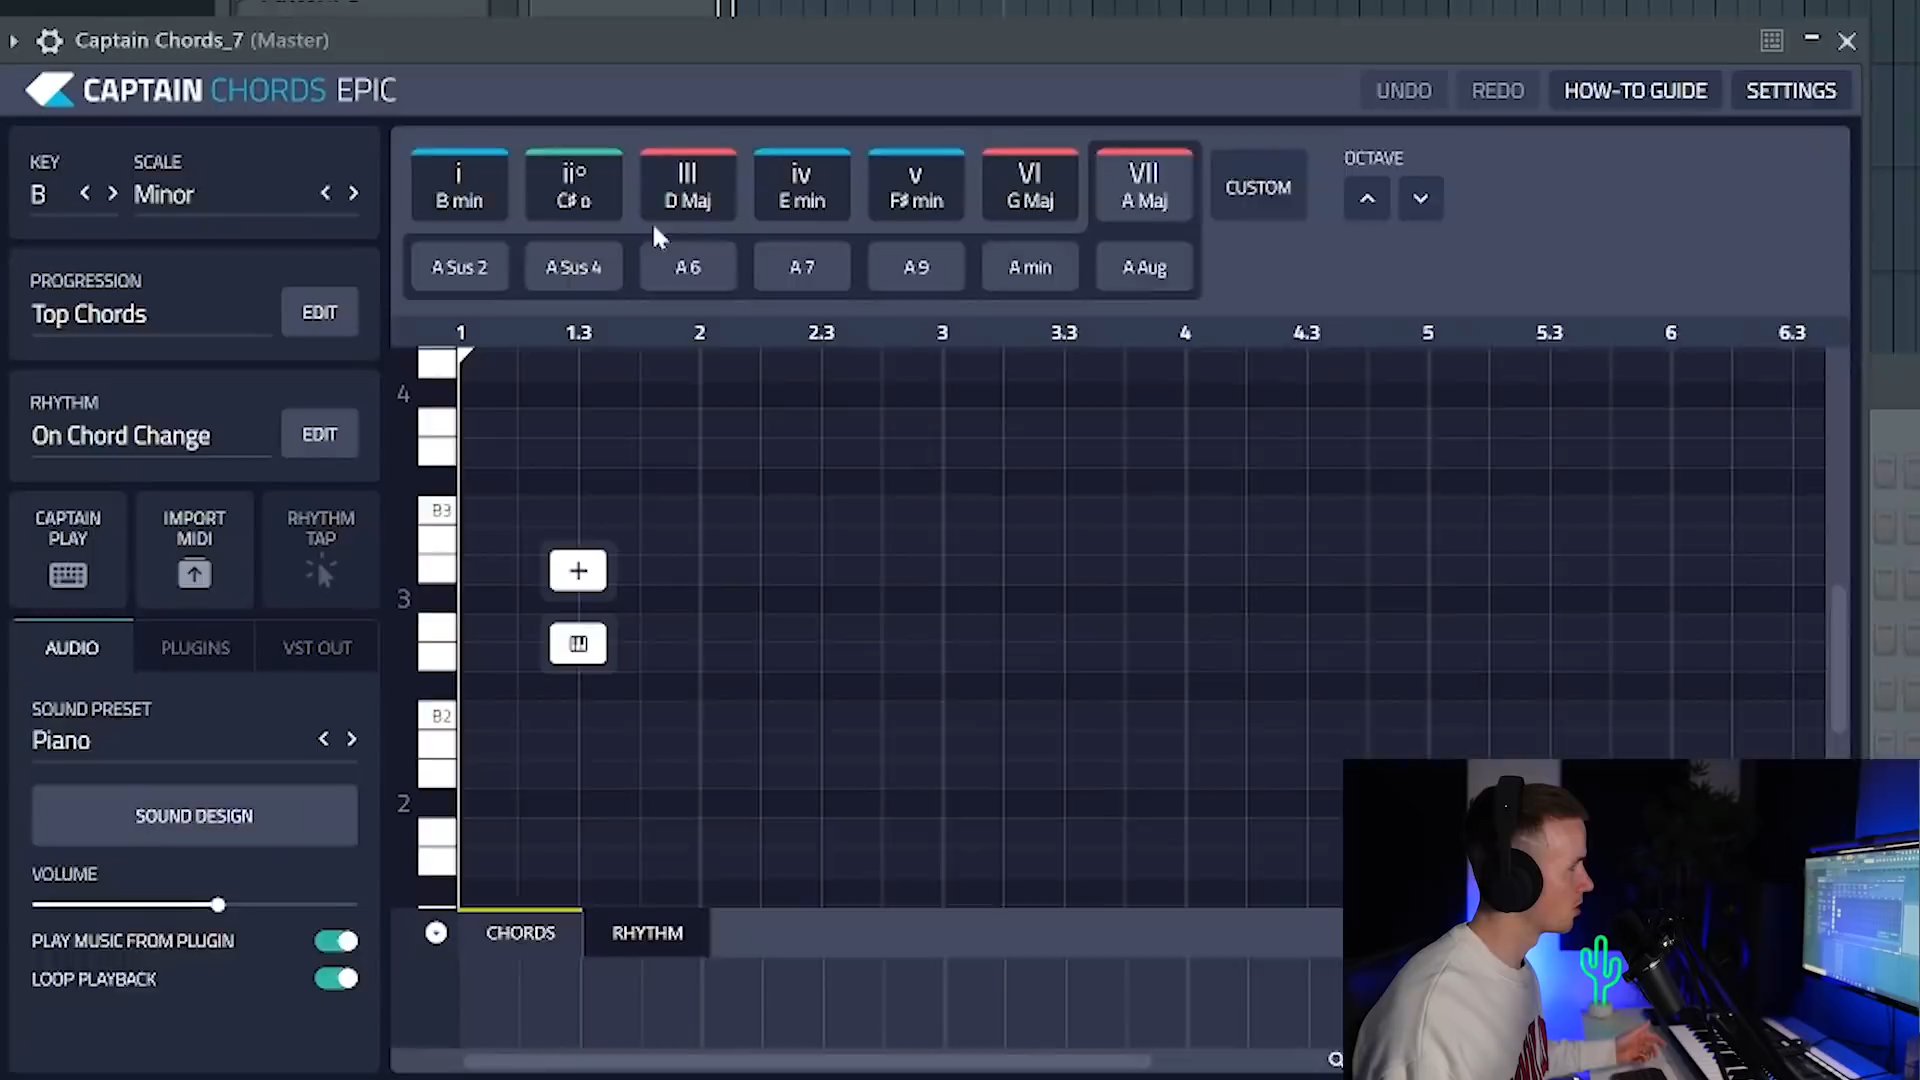 Captain Chords_7 (Master)
CAPTAIN CHORDS EPIC
UNDO
REDO
HOW-TO GUIDE
SETTINGS
KEY
SCALE
B
Minor
PROGRESSION
Top Chords
EDIT
RHYTHM
On Chord Change
EDIT
CAPTAIN PLAY
IMPORT MIDI
RHYTHM TAP
AUDIO
PLUGINS
VST OUT
SOUND PRESET
Piano
SOUND DESIGN
VOLUME
PLAY MUSIC FROM PLUGIN
LOOP PLAYBACK
i
B min
ii°
C# o
III
D Maj
iv
E min
v
F# min
VI
G Maj
VII
A Maj
CUSTOM
OCTAVE
A Sus 2
A Sus 4
A 6
A 7
A 9
A min
A Aug
1
1.3
2
2.3
3
3.3
4
4.3
5
5.3
6
6.3
4
B3
3
B2
2
CHORDS
RHYTHM